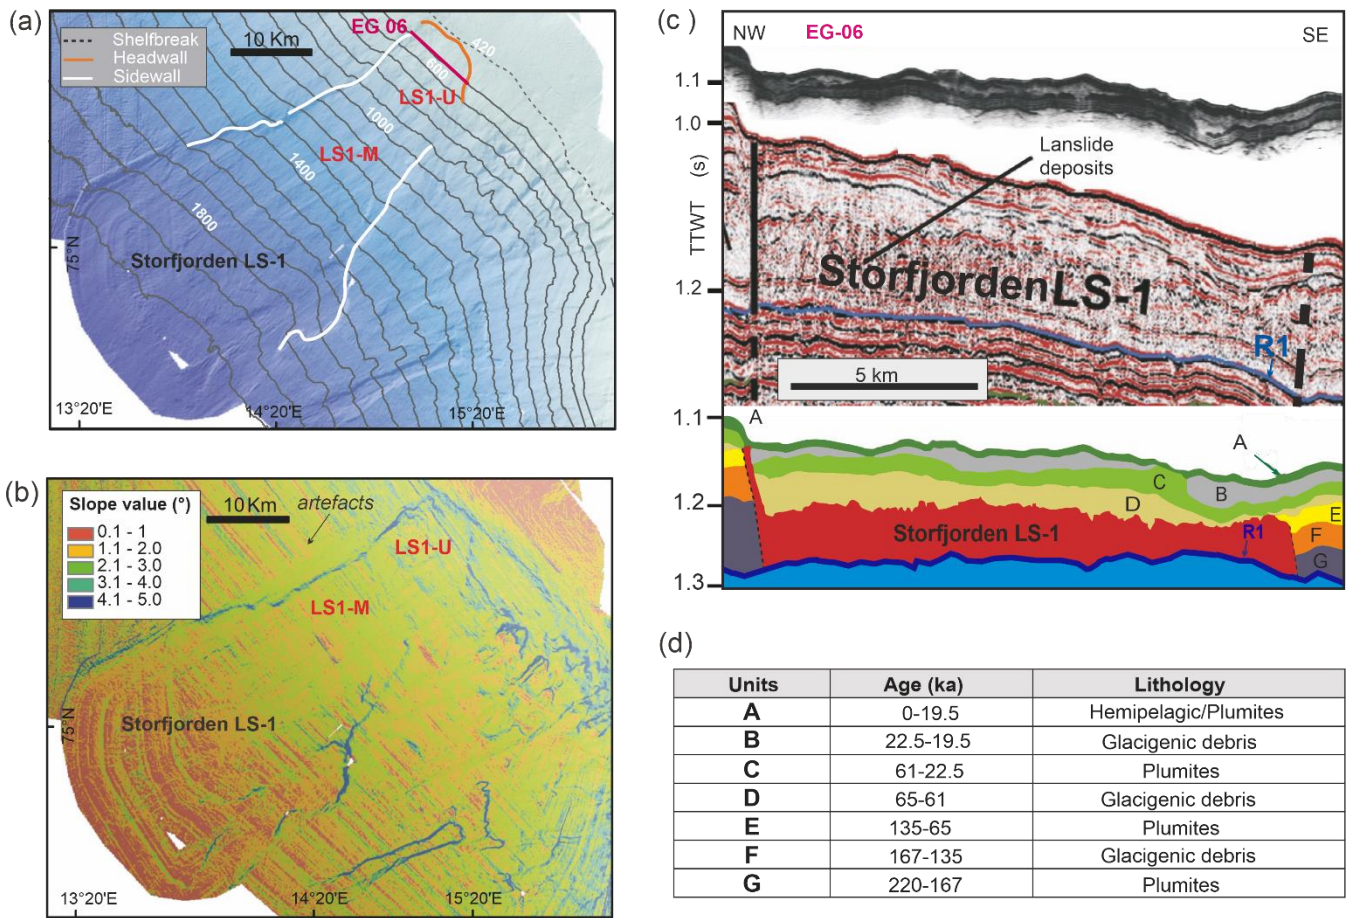 (a)
10 Km
Shelfbreak
Headwall
Sidewall
EG 06
420
600
LS1-U
1000
LS1-M
1400
1800
75°N
Storfjorden LS-1
13°20'E
14°20'E
15°20'E
(b)
Slope value (°)
0.1 - 1
1.1 - 2.0
2.1 - 3.0
3.1 - 4.0
4.1 - 5.0
10 Km
artefacts
LS1-U
LS1-M
Storfjorden LS-1
75°N
13°20'E
14°20'E
15°20'E
(c )
NW
EG-06
SE
1.1
1.0
TTWT (s)
1.2
Lanslide
deposits
Storfjorden LS-1
R1
5 km
1.1
A
A
C
B
1.2
D
E
Storfjorden LS-1
R1
F
G
1.3
(d)
Units Age (ka) Lithology
A 0-19.5 Hemipelagic/Plumites
B 22.5-19.5 Glacigenic debris
C 61-22.5 Plumites
D 65-61 Glacigenic debris
E 135-65 Plumites
F 167-135 Glacigenic debris
G 220-167 Plumites